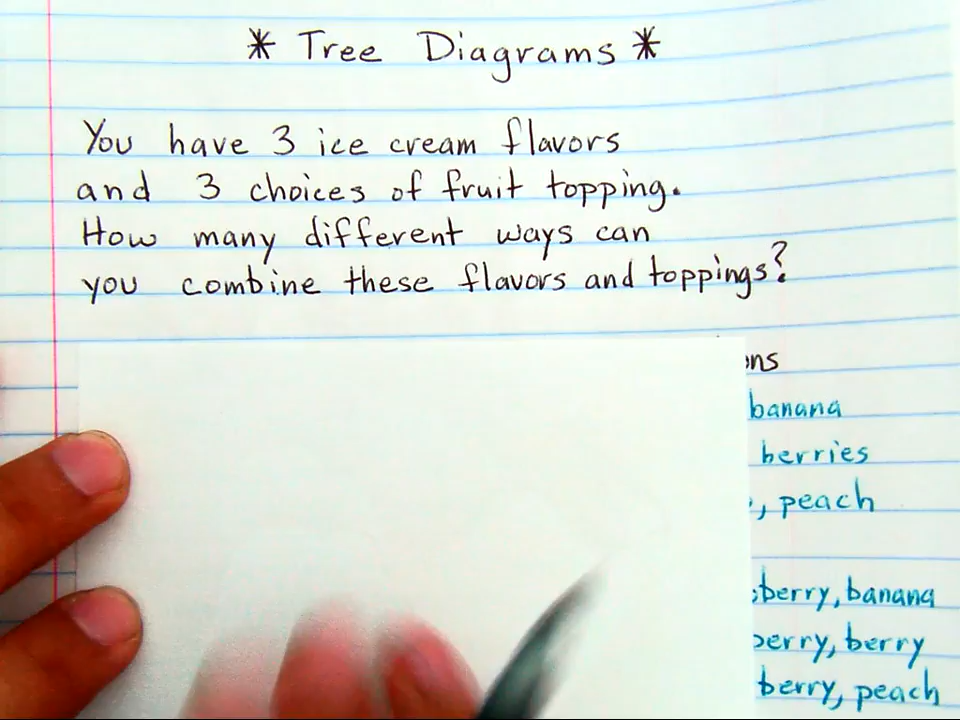 * Tree Diagrams *
You have 3 ice cream flavors
and 3 choices of fruit topping.
How many different ways can
you combine these flavors and toppings?
ons
banana
berries
, peach
berry, banana
berry, berry
berry, peach